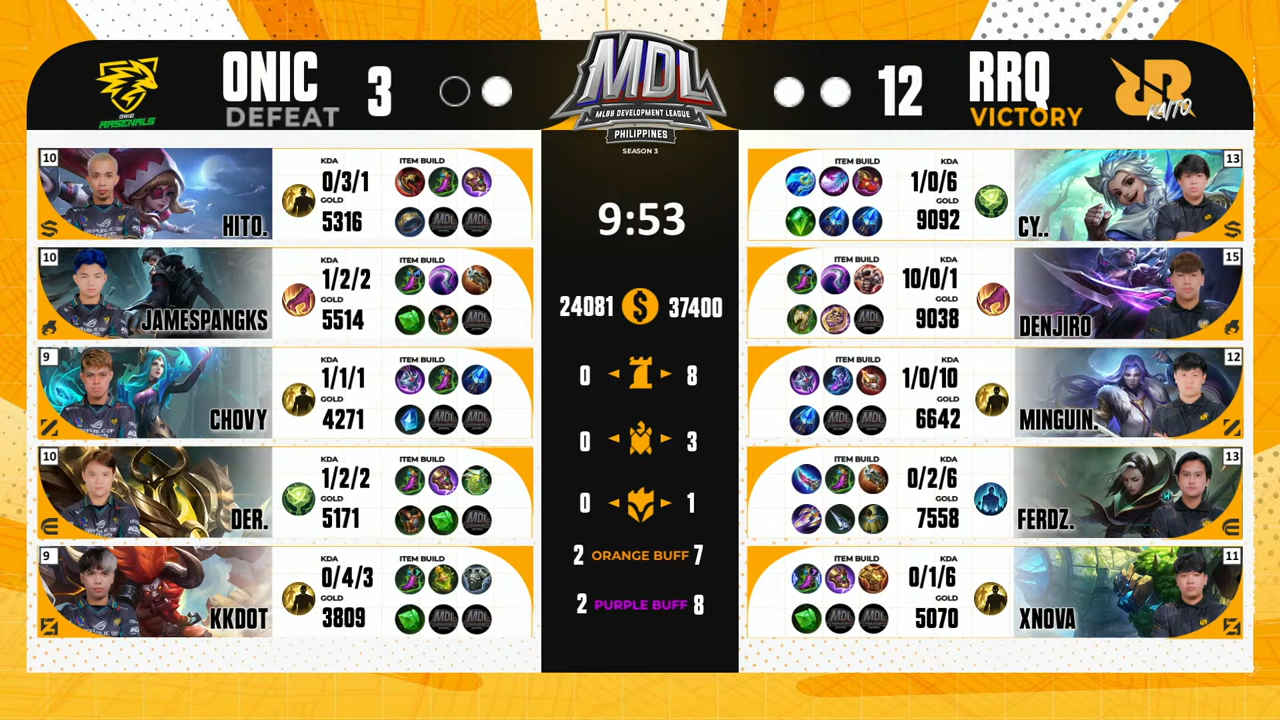 ONIC
DEFEAT
3
ONIC
ARSENALS
MDL
MLBB DEVELOPMENT LEAGUE
PHILIPPINES
SEASON 3
12
RRQ
VICTORY
KAITO
10
HITO.
KDA
0/3/1
GOLD
5316
ITEM BUILD
10
JAMESPANGKS
KDA
1/2/2
GOLD
5514
ITEM BUILD
9
CHOVY
KDA
1/1/1
GOLD
4271
ITEM BUILD
10
DER.
KDA
1/2/2
GOLD
5171
ITEM BUILD
9
KKDOT
KDA
0/4/3
GOLD
3809
ITEM BUILD
9:53
24081 $ 37400
0 8
0 3
0 1
2 ORANGE BUFF 7
2 PURPLE BUFF 8
ITEM BUILD
KDA
1/0/6
GOLD
9092
CY..
13
ITEM BUILD
KDA
10/0/1
GOLD
9038
DENJIRO
15
ITEM BUILD
KDA
1/0/10
GOLD
6642
MINGUIN.
12
ITEM BUILD
KDA
0/2/6
GOLD
7558
FERDZ.
13
ITEM BUILD
KDA
0/1/6
GOLD
5070
XNOVA
11